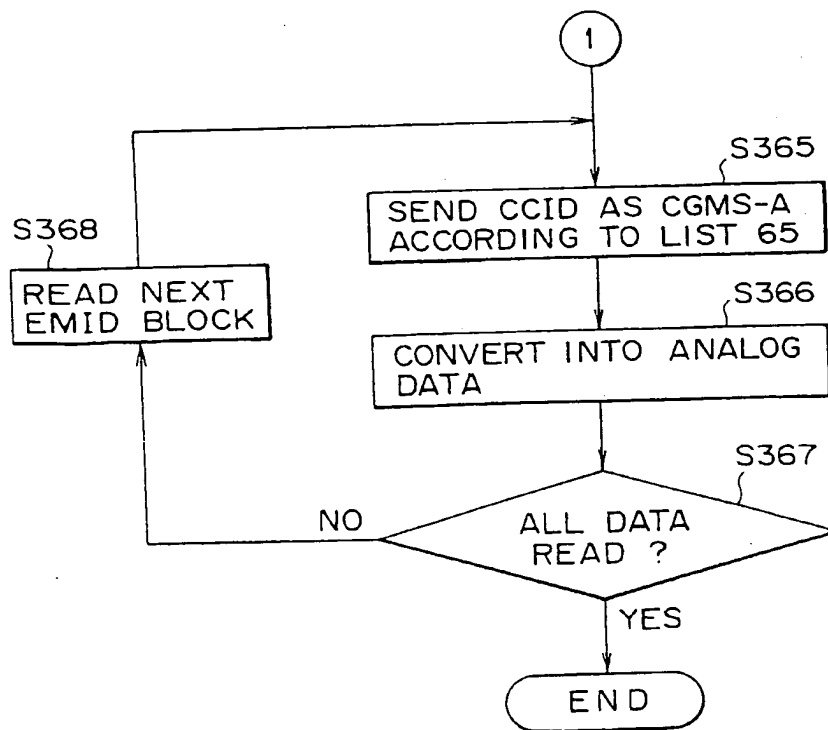 1
S365
SEND CCID AS CGMS-A
ACCORDING TO LIST 65
S368
READ NEXT
EMID BLOCK
S366
CONVERT INTO ANALOG
DATA
S367
ALL DATA
READ ?
NO
YES
END